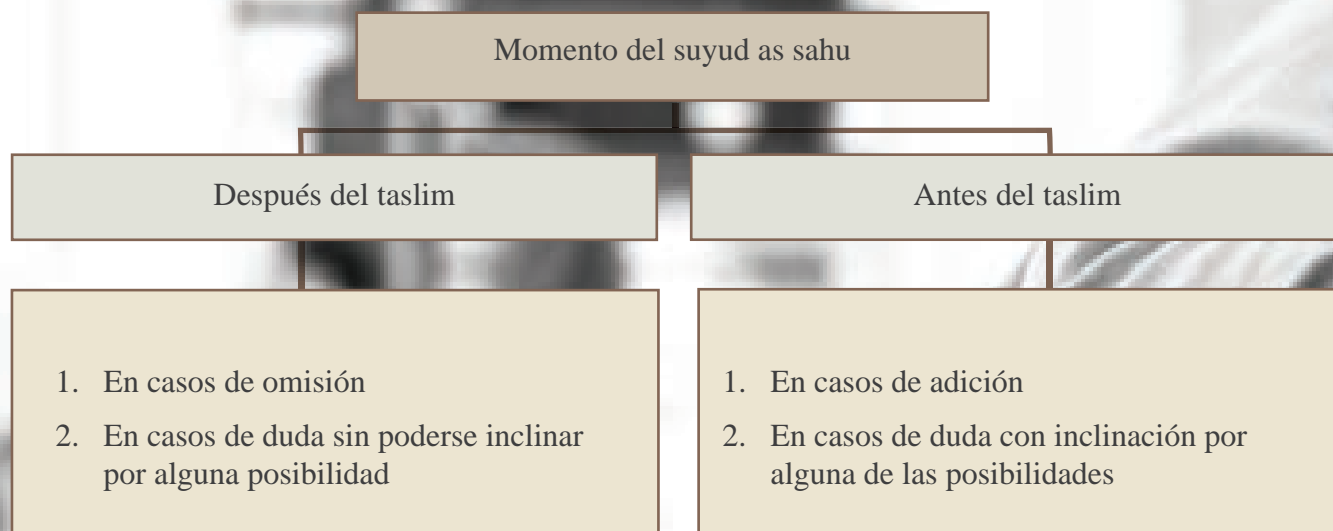 Momento del suyud as sahu
Después del taslim
1. En casos de omisión
2. En casos de duda sin poderse inclinar
por alguna posibilidad
Antes del taslim
1. En casos de adición
2. En casos de duda con inclinación por
alguna de las posibilidades